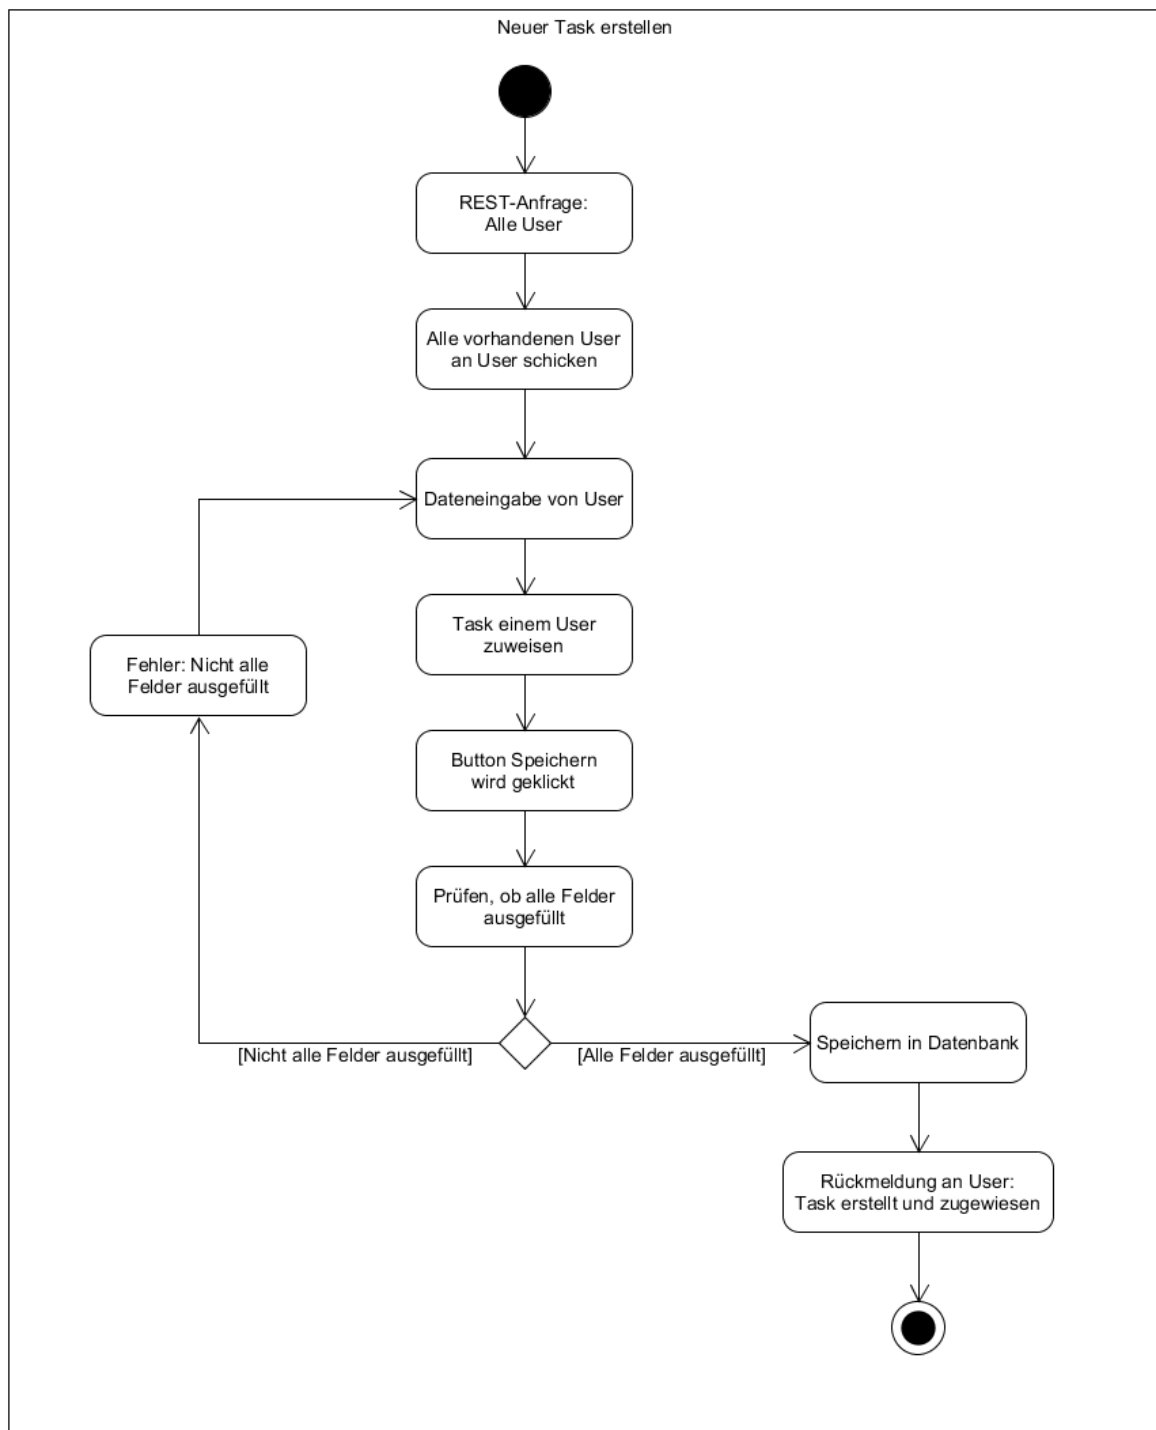 Neuer Task erstellen
REST-Anfrage:
Alle User
Alle vorhandenen User
an User schicken
Dateneingabe von User
Task einem User
zuweisen
Fehler: Nicht alle
Felder ausgefüllt
Button Speichern
wird geklickt
Prüfen, ob alle Felder
ausgefüllt
[Nicht alle Felder ausgefüllt]
[Alle Felder ausgefüllt]
Speichern in Datenbank
Rückmeldung an User:
Task erstellt und zugewiesen